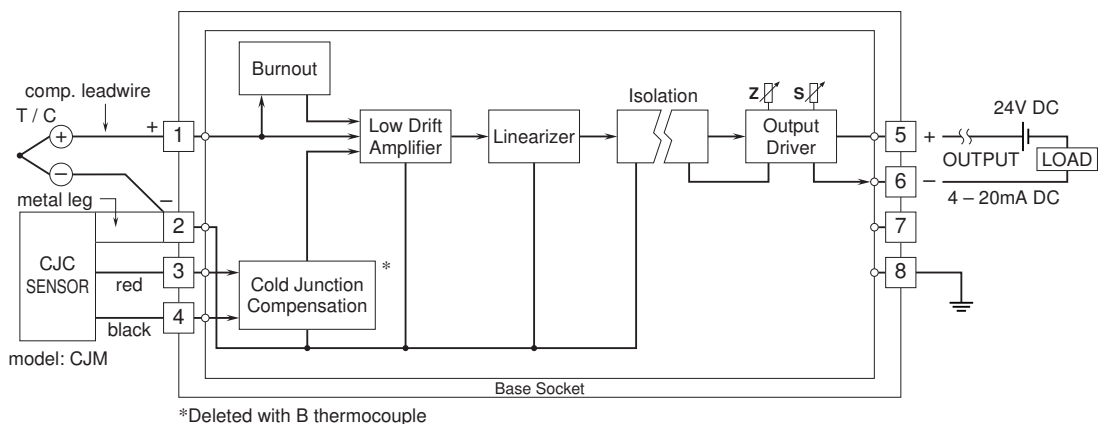 comp. leadwire
T / C
+
−
+
−
metal leg
CJC
SENSOR
red
black
model: CJM
1
2
3
4
Burnout
Low Drift
Amplifier
Linearizer
Isolation
Z
S
Output
Driver
Cold Junction
Compensation
*
5
6
7
8
+
−
24V DC
OUTPUT
LOAD
4 – 20mA DC
Base Socket
*Deleted with B thermocouple